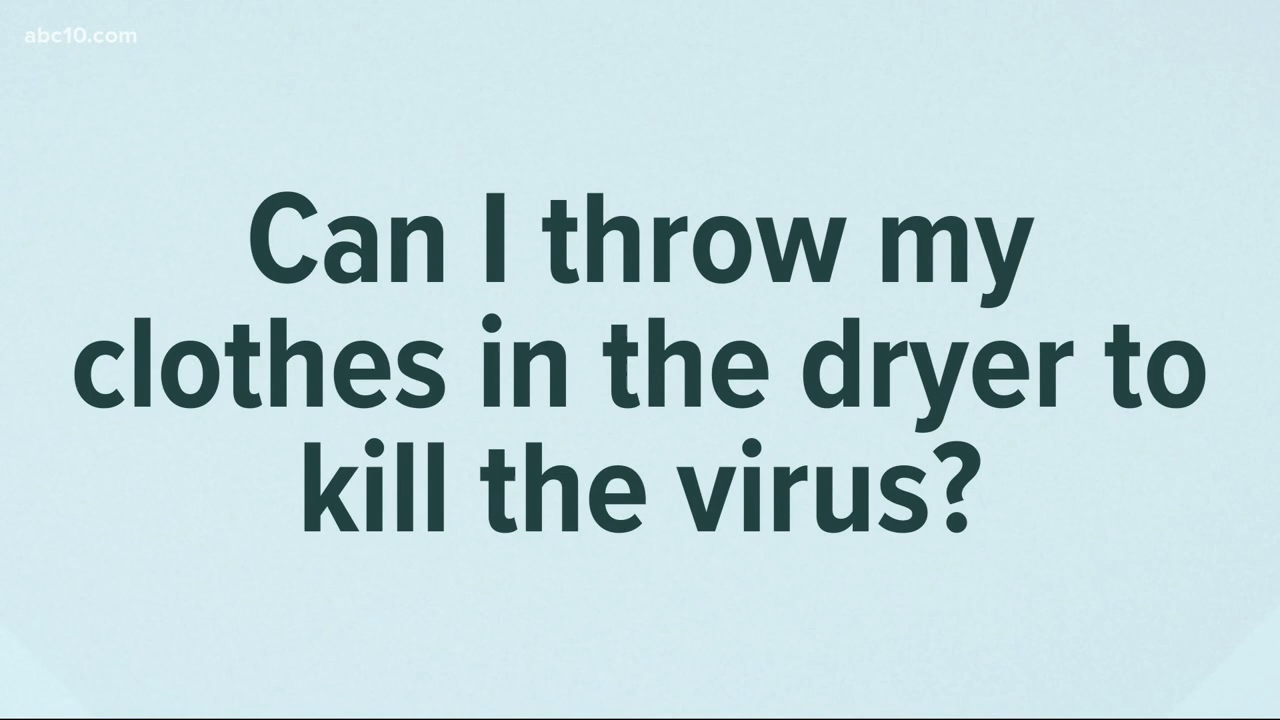 abc10.com
Can I throw my
clothes in the dryer to
kill the virus?